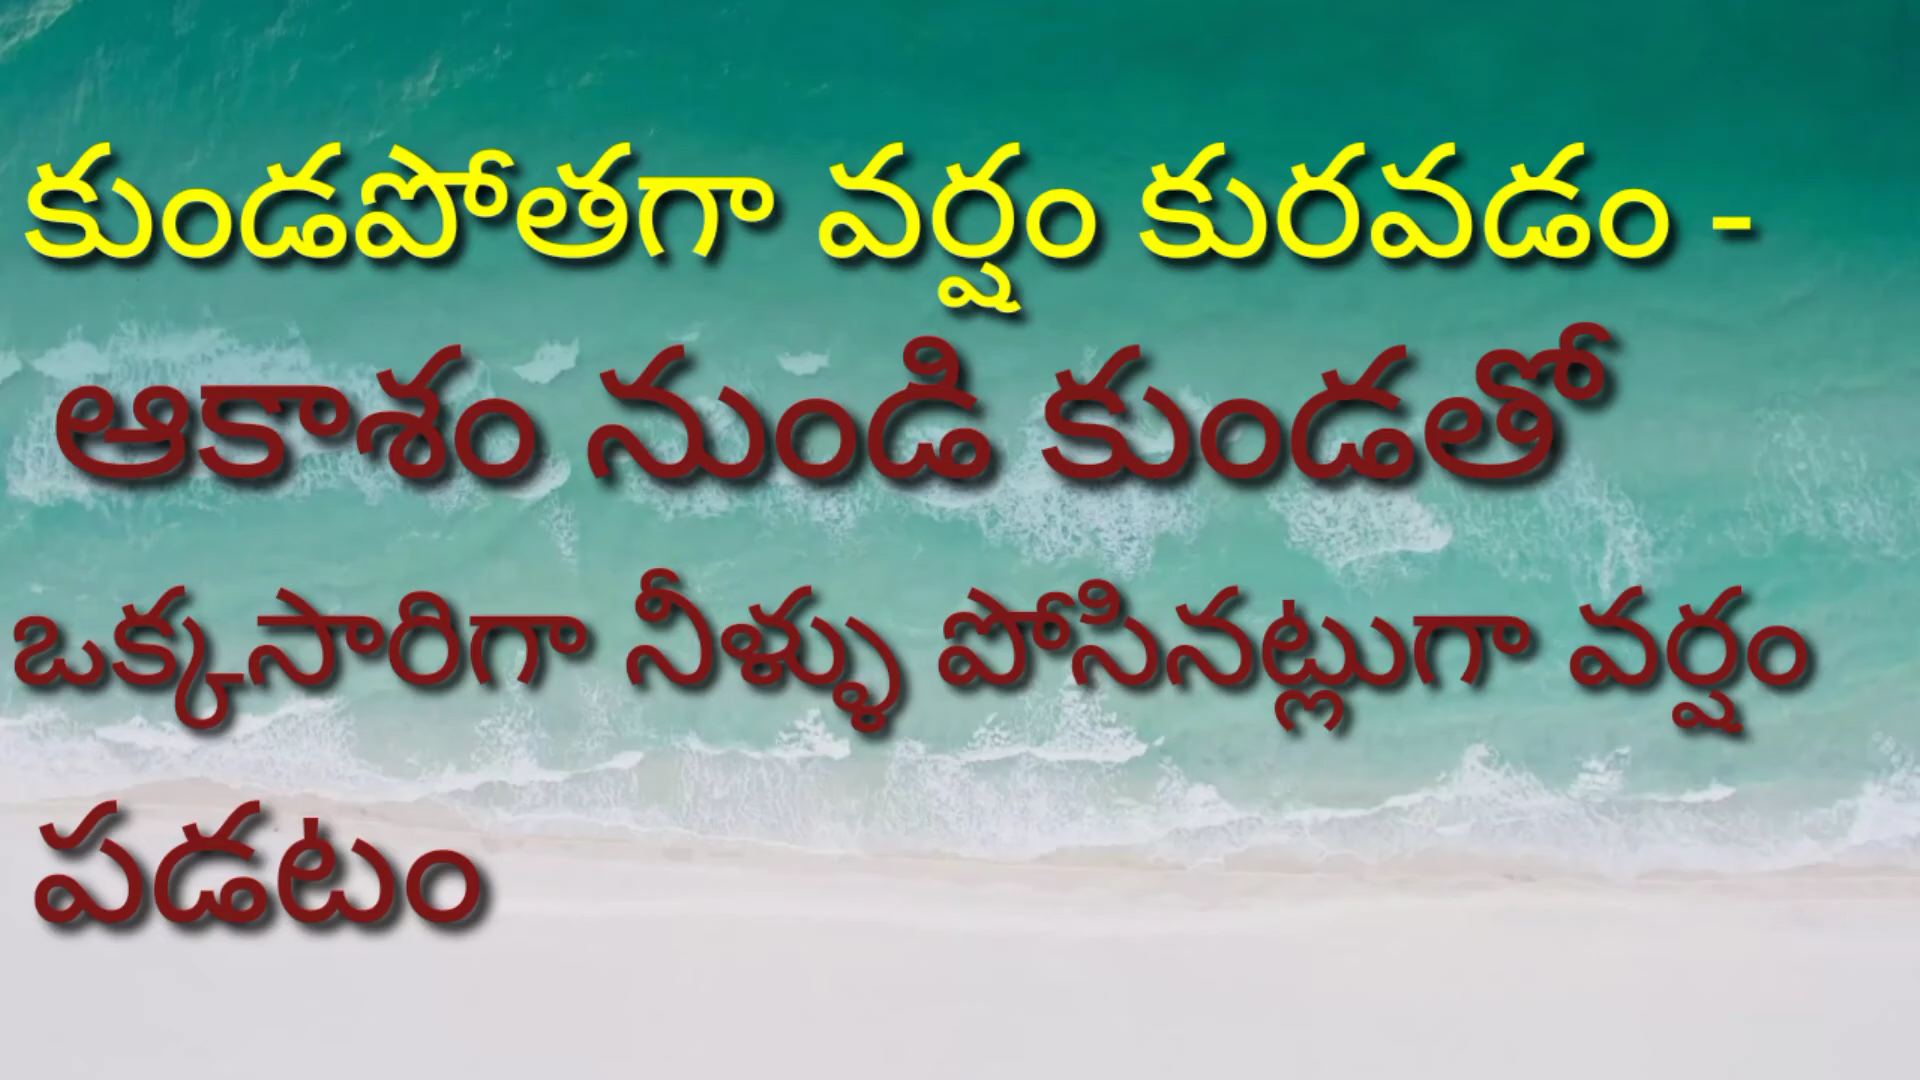 కుండపోతగా వర్షం కురవడం -
ఆకాశం నుండి కుండతో
ఒక్కసారిగా నీళ్ళు పోసినట్లుగా వర్షం
పడటం